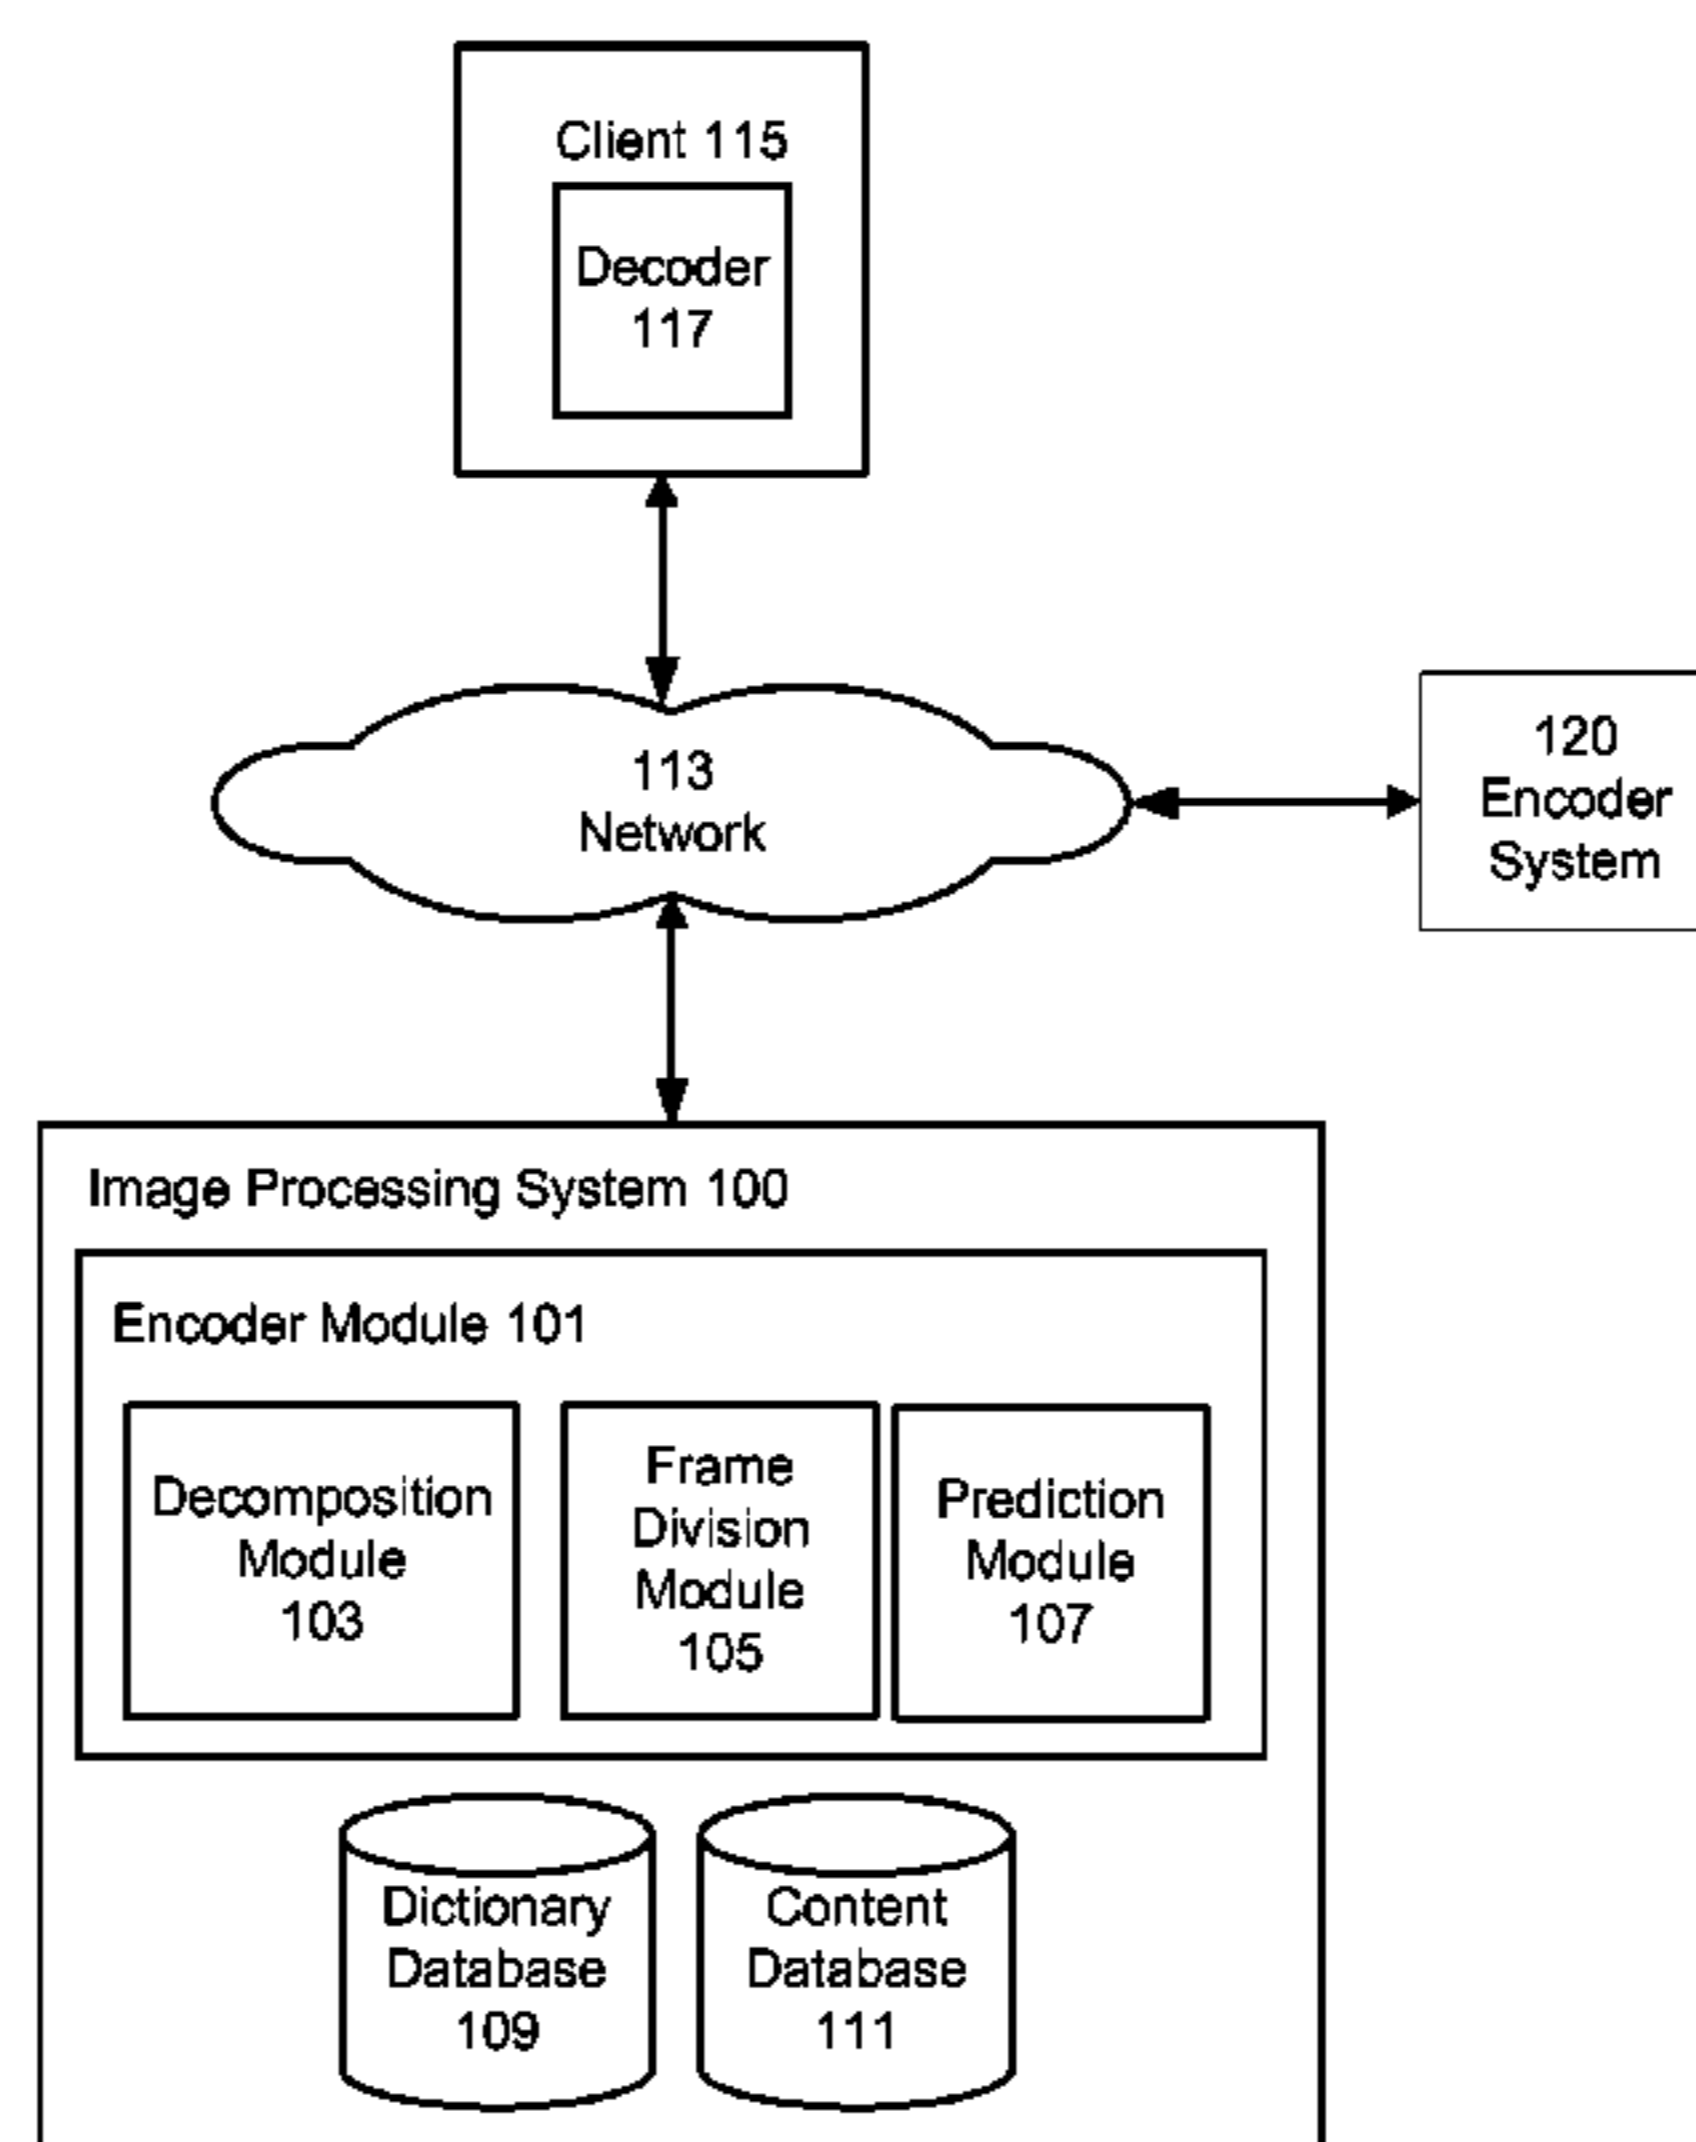 Client 115
Decoder
117
113
Network
120
Encoder
System
Image Processing System 100
Encoder Module 101
Decomposition
Module
103
Frame
Division
Module
105
Prediction
Module
107
Dictionary
Database
109
Content
Database
111